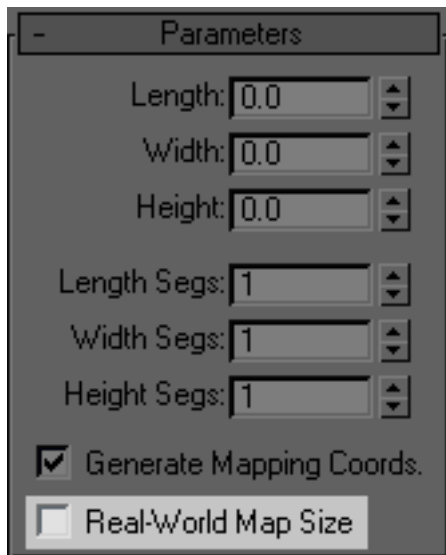 - Parameters
Length: 0.0
Width: 0.0
Height: 0.0
Length Segs: 1
Width Segs: 1
Height Segs: 1
Generate Mapping Coords.
Real-World Map Size